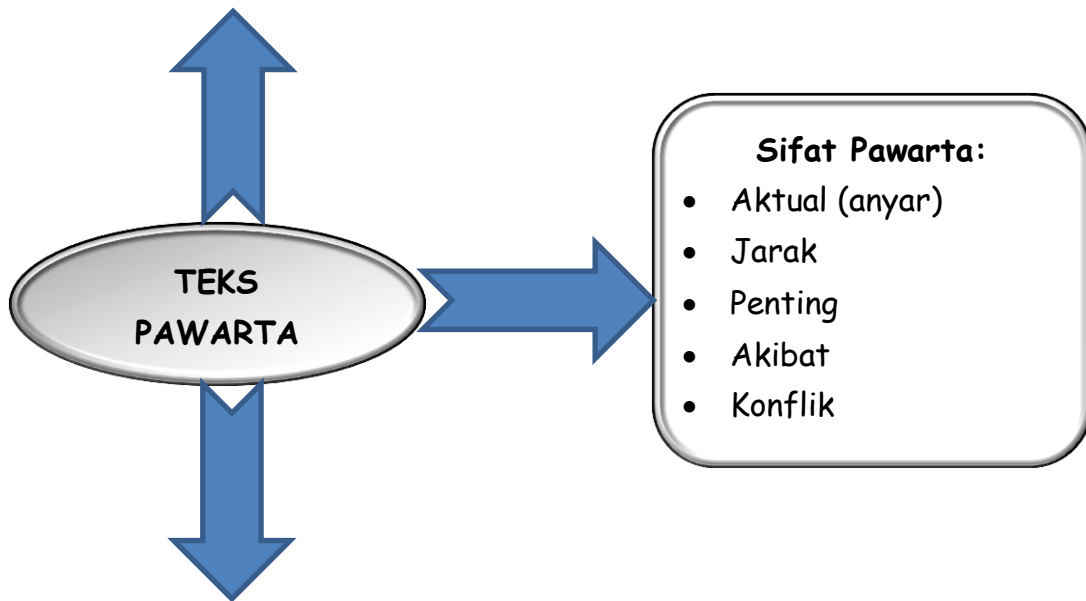 TEKS
PAWARTA
Sifat Pawarta:
• Aktual (anyar)
• Jarak
• Penting
• Akibat
• Konflik